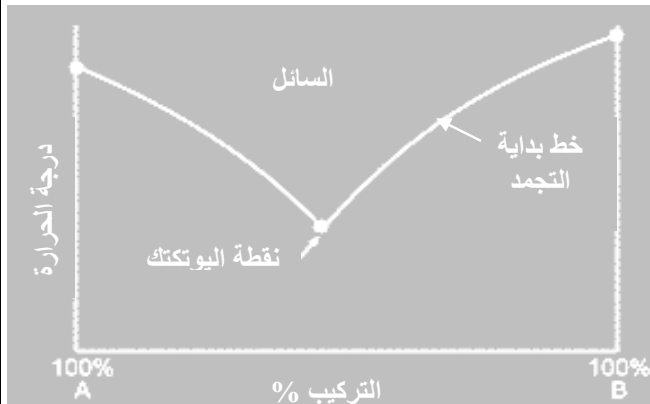 السائل
خط بداية
التجمد
درجة الحرارة
نقطة اليوتكتك
100%
A
التركيب %
100%
B